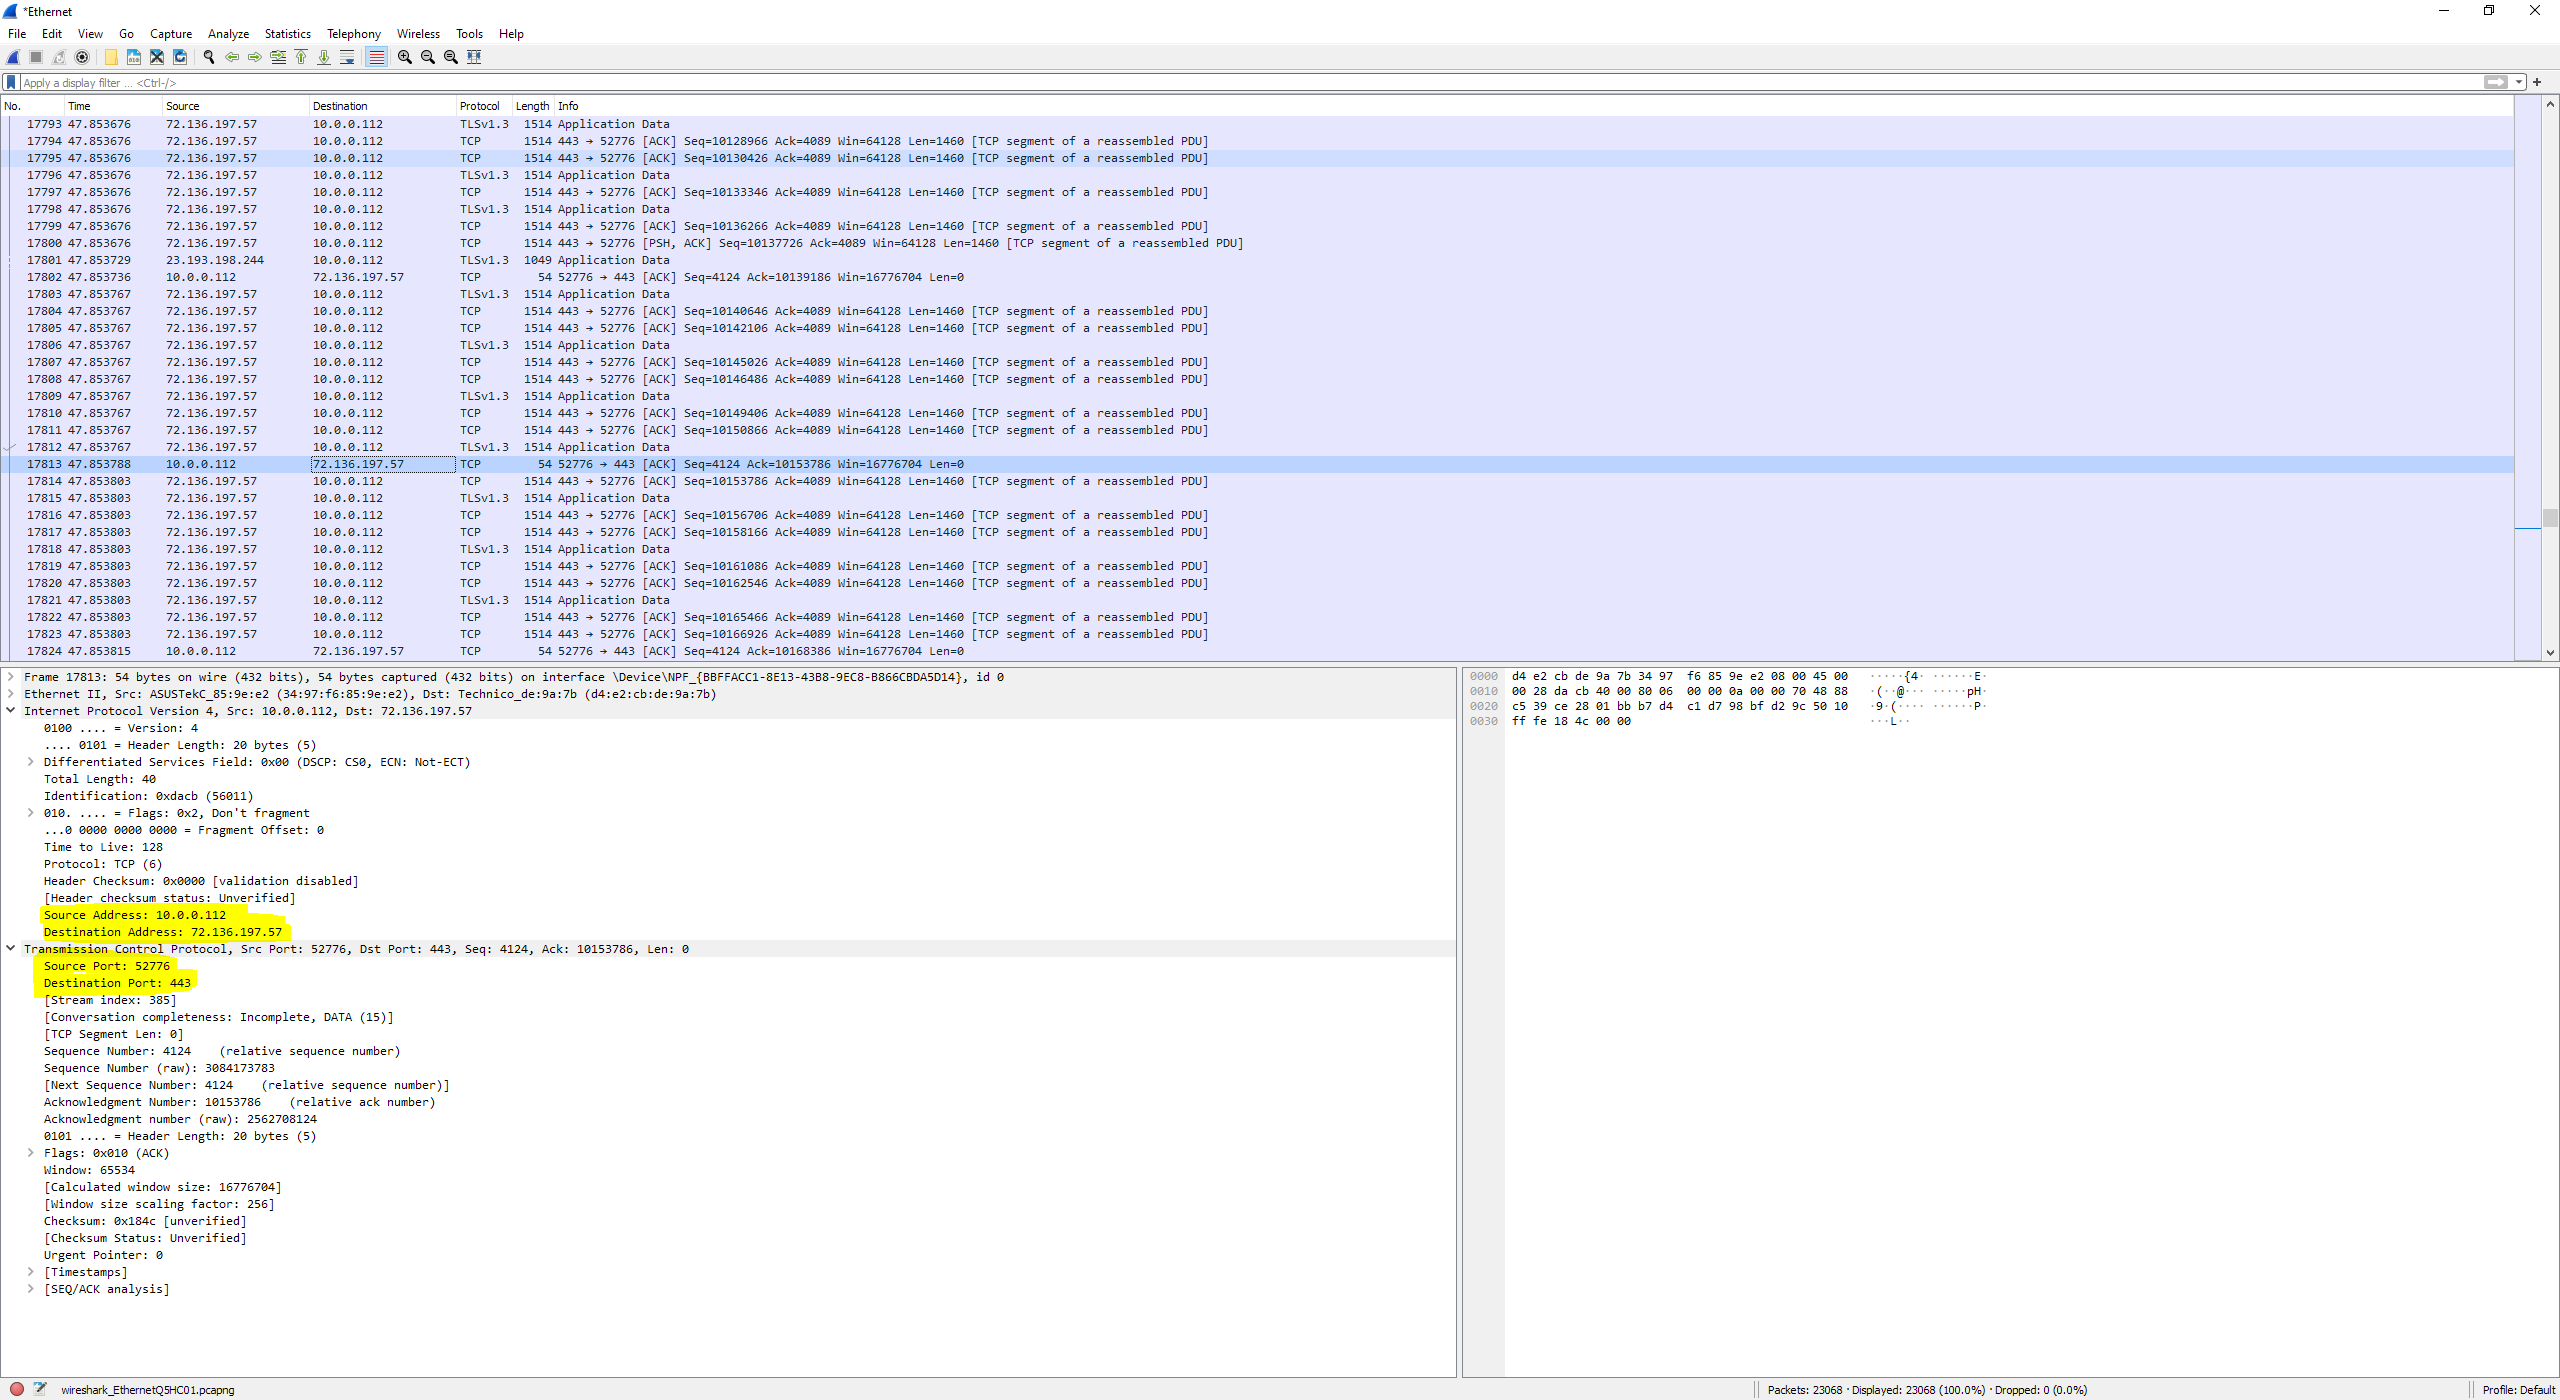 *Ethernet
File Edit View Go Capture Analyze Statistics Telephony Wireless Tools Help
Apply a display filter ... <Ctrl-/>
No. Time Source Destination Protocol Length Info
17793 47.853676 72.136.197.57 10.0.0.112 TLSv1.3 1514 Application Data
17794 47.853676 72.136.197.57 10.0.0.112 TCP 1514 443 → 52776 [ACK] Seq=10128966 Ack=4089 Win=64128 Len=1460 [TCP segment of a reassembled PDU]
17795 47.853676 72.136.197.57 10.0.0.112 TCP 1514 443 → 52776 [ACK] Seq=10130426 Ack=4089 Win=64128 Len=1460 [TCP segment of a reassembled PDU]
17796 47.853676 72.136.197.57 10.0.0.112 TLSv1.3 1514 Application Data
17797 47.853676 72.136.197.57 10.0.0.112 TCP 1514 443 → 52776 [ACK] Seq=10133346 Ack=4089 Win=64128 Len=1460 [TCP segment of a reassembled PDU]
17798 47.853676 72.136.197.57 10.0.0.112 TLSv1.3 1514 Application Data
17799 47.853676 72.136.197.57 10.0.0.112 TCP 1514 443 → 52776 [ACK] Seq=10136266 Ack=4089 Win=64128 Len=1460 [TCP segment of a reassembled PDU]
17800 47.853676 72.136.197.57 10.0.0.112 TCP 1514 443 → 52776 [PSH, ACK] Seq=10137726 Ack=4089 Win=64128 Len=1460 [TCP segment of a reassembled PDU]
17801 47.853729 23.193.198.244 10.0.0.112 TLSv1.3 1049 Application Data
17802 47.853736 10.0.0.112 72.136.197.57 TCP 54 52776 → 443 [ACK] Seq=4124 Ack=10139186 Win=16776704 Len=0
17803 47.853767 72.136.197.57 10.0.0.112 TLSv1.3 1514 Application Data
17804 47.853767 72.136.197.57 10.0.0.112 TCP 1514 443 → 52776 [ACK] Seq=10140646 Ack=4089 Win=64128 Len=1460 [TCP segment of a reassembled PDU]
17805 47.853767 72.136.197.57 10.0.0.112 TCP 1514 443 → 52776 [ACK] Seq=10142106 Ack=4089 Win=64128 Len=1460 [TCP segment of a reassembled PDU]
17806 47.853767 72.136.197.57 10.0.0.112 TLSv1.3 1514 Application Data
17807 47.853767 72.136.197.57 10.0.0.112 TCP 1514 443 → 52776 [ACK] Seq=10145026 Ack=4089 Win=64128 Len=1460 [TCP segment of a reassembled PDU]
17808 47.853767 72.136.197.57 10.0.0.112 TCP 1514 443 → 52776 [ACK] Seq=10146486 Ack=4089 Win=64128 Len=1460 [TCP segment of a reassembled PDU]
17809 47.853767 72.136.197.57 10.0.0.112 TLSv1.3 1514 Application Data
17810 47.853767 72.136.197.57 10.0.0.112 TCP 1514 443 → 52776 [ACK] Seq=10149406 Ack=4089 Win=64128 Len=1460 [TCP segment of a reassembled PDU]
17811 47.853767 72.136.197.57 10.0.0.112 TCP 1514 443 → 52776 [ACK] Seq=10150866 Ack=4089 Win=64128 Len=1460 [TCP segment of a reassembled PDU]
17812 47.853767 72.136.197.57 10.0.0.112 TLSv1.3 1514 Application Data
17813 47.853788 10.0.0.112 72.136.197.57 TCP 54 52776 → 443 [ACK] Seq=4124 Ack=10153786 Win=16776704 Len=0
17814 47.853803 72.136.197.57 10.0.0.112 TCP 1514 443 → 52776 [ACK] Seq=10153786 Ack=4089 Win=64128 Len=1460 [TCP segment of a reassembled PDU]
17815 47.853803 72.136.197.57 10.0.0.112 TLSv1.3 1514 Application Data
17816 47.853803 72.136.197.57 10.0.0.112 TCP 1514 443 → 52776 [ACK] Seq=10156706 Ack=4089 Win=64128 Len=1460 [TCP segment of a reassembled PDU]
17817 47.853803 72.136.197.57 10.0.0.112 TCP 1514 443 → 52776 [ACK] Seq=10158166 Ack=4089 Win=64128 Len=1460 [TCP segment of a reassembled PDU]
17818 47.853803 72.136.197.57 10.0.0.112 TLSv1.3 1514 Application Data
17819 47.853803 72.136.197.57 10.0.0.112 TCP 1514 443 → 52776 [ACK] Seq=10161086 Ack=4089 Win=64128 Len=1460 [TCP segment of a reassembled PDU]
17820 47.853803 72.136.197.57 10.0.0.112 TCP 1514 443 → 52776 [ACK] Seq=10162546 Ack=4089 Win=64128 Len=1460 [TCP segment of a reassembled PDU]
17821 47.853803 72.136.197.57 10.0.0.112 TLSv1.3 1514 Application Data
17822 47.853803 72.136.197.57 10.0.0.112 TCP 1514 443 → 52776 [ACK] Seq=10165466 Ack=4089 Win=64128 Len=1460 [TCP segment of a reassembled PDU]
17823 47.853803 72.136.197.57 10.0.0.112 TCP 1514 443 → 52776 [ACK] Seq=10166926 Ack=4089 Win=64128 Len=1460 [TCP segment of a reassembled PDU]
17824 47.853815 10.0.0.112 72.136.197.57 TCP 54 52776 → 443 [ACK] Seq=4124 Ack=10168386 Win=16776704 Len=0
Frame 17813: 54 bytes on wire (432 bits), 54 bytes captured (432 bits) on interface \Device\NPF_{BBFFACC1-8E13-43B8-9EC8-B866CBDA5D14}, id 0
Ethernet II, Src: ASUSTekC_85:9e:e2 (34:97:f6:85:9e:e2), Dst: Technico_de:9a:7b (d4:e2:cb:de:9a:7b)
Internet Protocol Version 4, Src: 10.0.0.112, Dst: 72.136.197.57
0100 .... = Version: 4
.... 0101 = Header Length: 20 bytes (5)
Differentiated Services Field: 0x00 (DSCP: CS0, ECN: Not-ECT)
Total Length: 40
Identification: 0xdacb (56011)
010. .... = Flags: 0x2, Don't fragment
...0 0000 0000 0000 = Fragment Offset: 0
Time to Live: 128
Protocol: TCP (6)
Header Checksum: 0x0000 [validation disabled]
[Header checksum status: Unverified]
Source Address: 10.0.0.112
Destination Address: 72.136.197.57
Transmission Control Protocol, Src Port: 52776, Dst Port: 443, Seq: 4124, Ack: 10153786, Len: 0
Source Port: 52776
Destination Port: 443
[Stream index: 385]
[Conversation completeness: Incomplete, DATA (15)]
[TCP Segment Len: 0]
Sequence Number: 4124    (relative sequence number)
Sequence Number (raw): 3084173783
[Next Sequence Number: 4124    (relative sequence number)]
Acknowledgment Number: 10153786    (relative ack number)
Acknowledgment number (raw): 2562708124
0101 .... = Header Length: 20 bytes (5)
Flags: 0x010 (ACK)
Window: 65534
[Calculated window size: 16776704]
[Window size scaling factor: 256]
Checksum: 0x184c [unverified]
[Checksum Status: Unverified]
Urgent Pointer: 0
[Timestamps]
[SEQ/ACK analysis]
0000 d4 e2 cb de 9a 7b 34 97 f6 85 9e e2 08 00 45 00 ·····{4· ······E·
0010 00 28 da cb 40 00 80 06 00 00 0a 00 00 70 48 88 ·(··@··· ·····pH·
0020 c5 39 ce 28 01 bb b7 d4 c1 d7 98 bf d2 9c 50 10 ·9·(···· ······P·
0030 ff fe 18 4c 00 00 ···L··
wireshark_EthernetQ5HC01.pcapng
Packets: 23068 · Displayed: 23068 (100.0%) · Dropped: 0 (0.0%)
Profile: Default